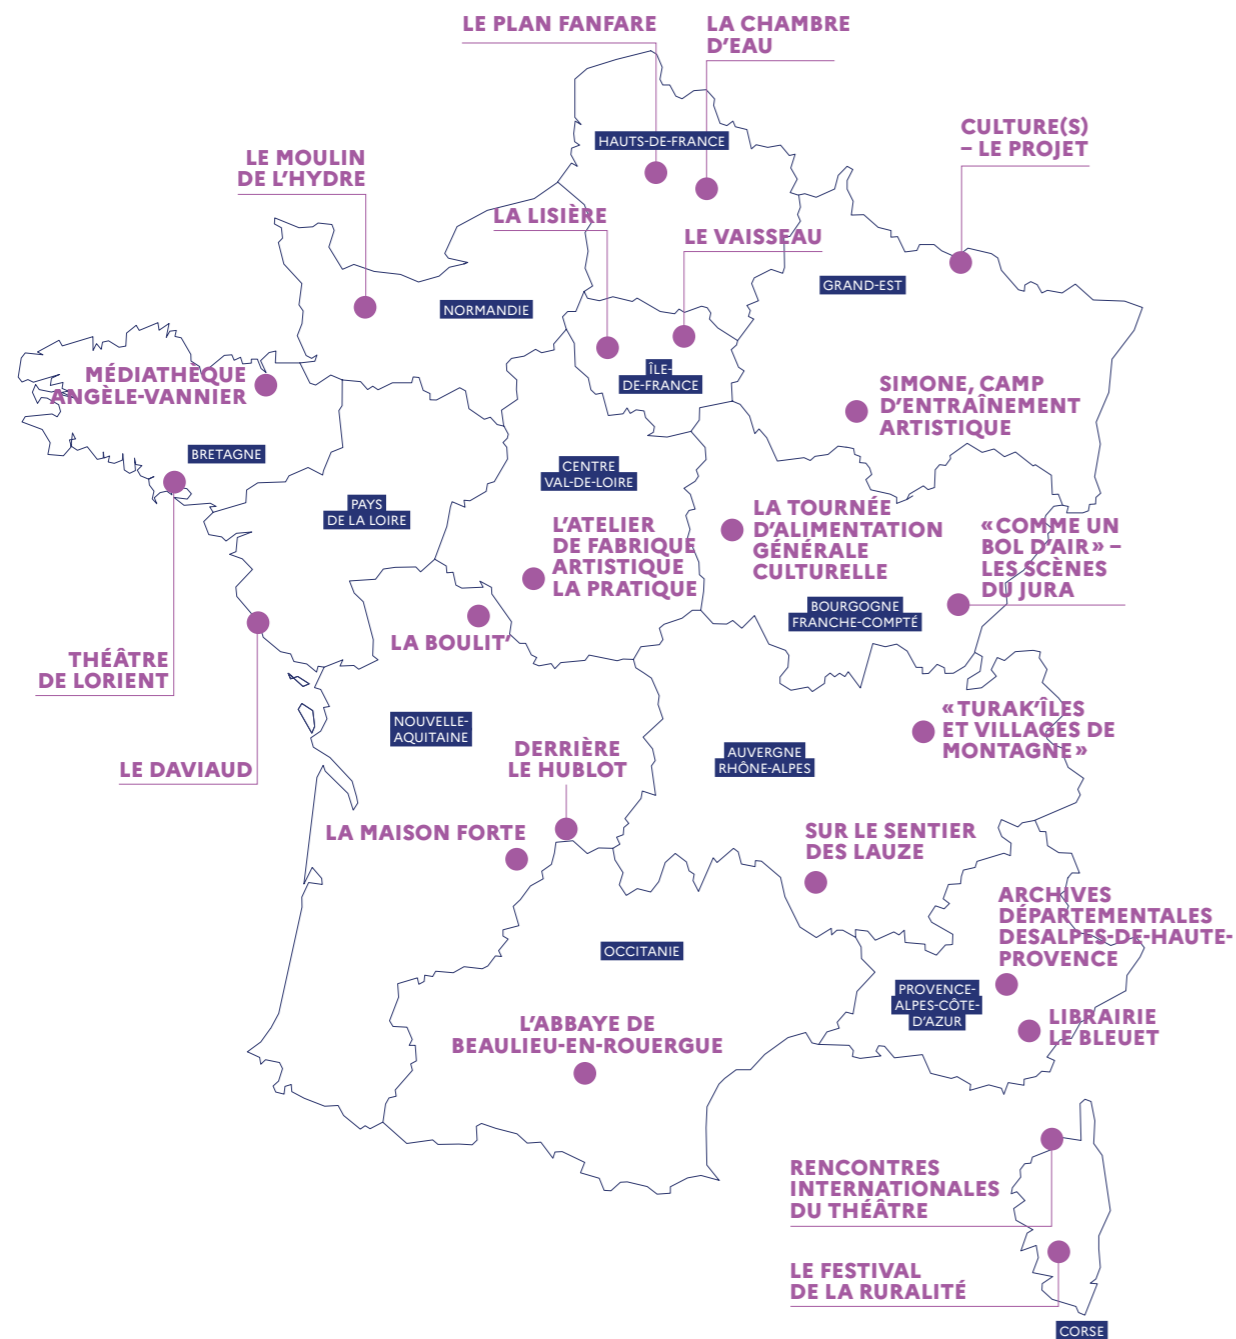 LE PLAN FANFARE
LA CHAMBRE
D'EAU
HAUTS-DE-FRANCE
CULTURE(S)
– LE PROJET
LE MOULIN
DE L'HYDRE
LA LISIÈRE
LE VAISSEAU
GRAND-EST
NORMANDIE
ÎLE-
DE-FRANCE
MÉDIATHÈQUE
ANGÈLE-VANNIER
SIMONE, CAMP
D'ENTRAÎNEMENT
ARTISTIQUE
BRETAGNE
CENTRE
VAL-DE-LOIRE
PAYS
DE LA LOIRE
L'ATELIER
DE FABRIQUE
ARTISTIQUE
LA PRATIQUE
LA TOURNÉE
D'ALIMENTATION
GÉNÉRALE
CULTURELLE
«COMME UN
BOL D'AIR» –
LES SCÈNES
DU JURA
BOURGOGNE
FRANCHE-COMPTÉ
LA BOULIT'
THÉÂTRE
DE LORIENT
NOUVELLE-
AQUITAINE
«TURAK'ÎLES
ET VILLAGES DE
MONTAGNE»
AUVERGNE
RHÔNE-ALPES
LE DAVIAUD
DERRIÈRE
LE HUBLOT
LA MAISON FORTE
SUR LE SENTIER
DES LAUZE
ARCHIVES
DÉPARTEMENTALES
DESALPES-DE-HAUTE-
PROVENCE
OCCITANIE
PROVENCE-
ALPES-CÔTE-
D'AZUR
LIBRAIRIE
LE BLEUET
L'ABBAYE DE
BEAULIEU-EN-ROUERGUE
RENCONTRES
INTERNATIONALES
DU THÉÂTRE
LE FESTIVAL
DE LA RURALITÉ
CORSE